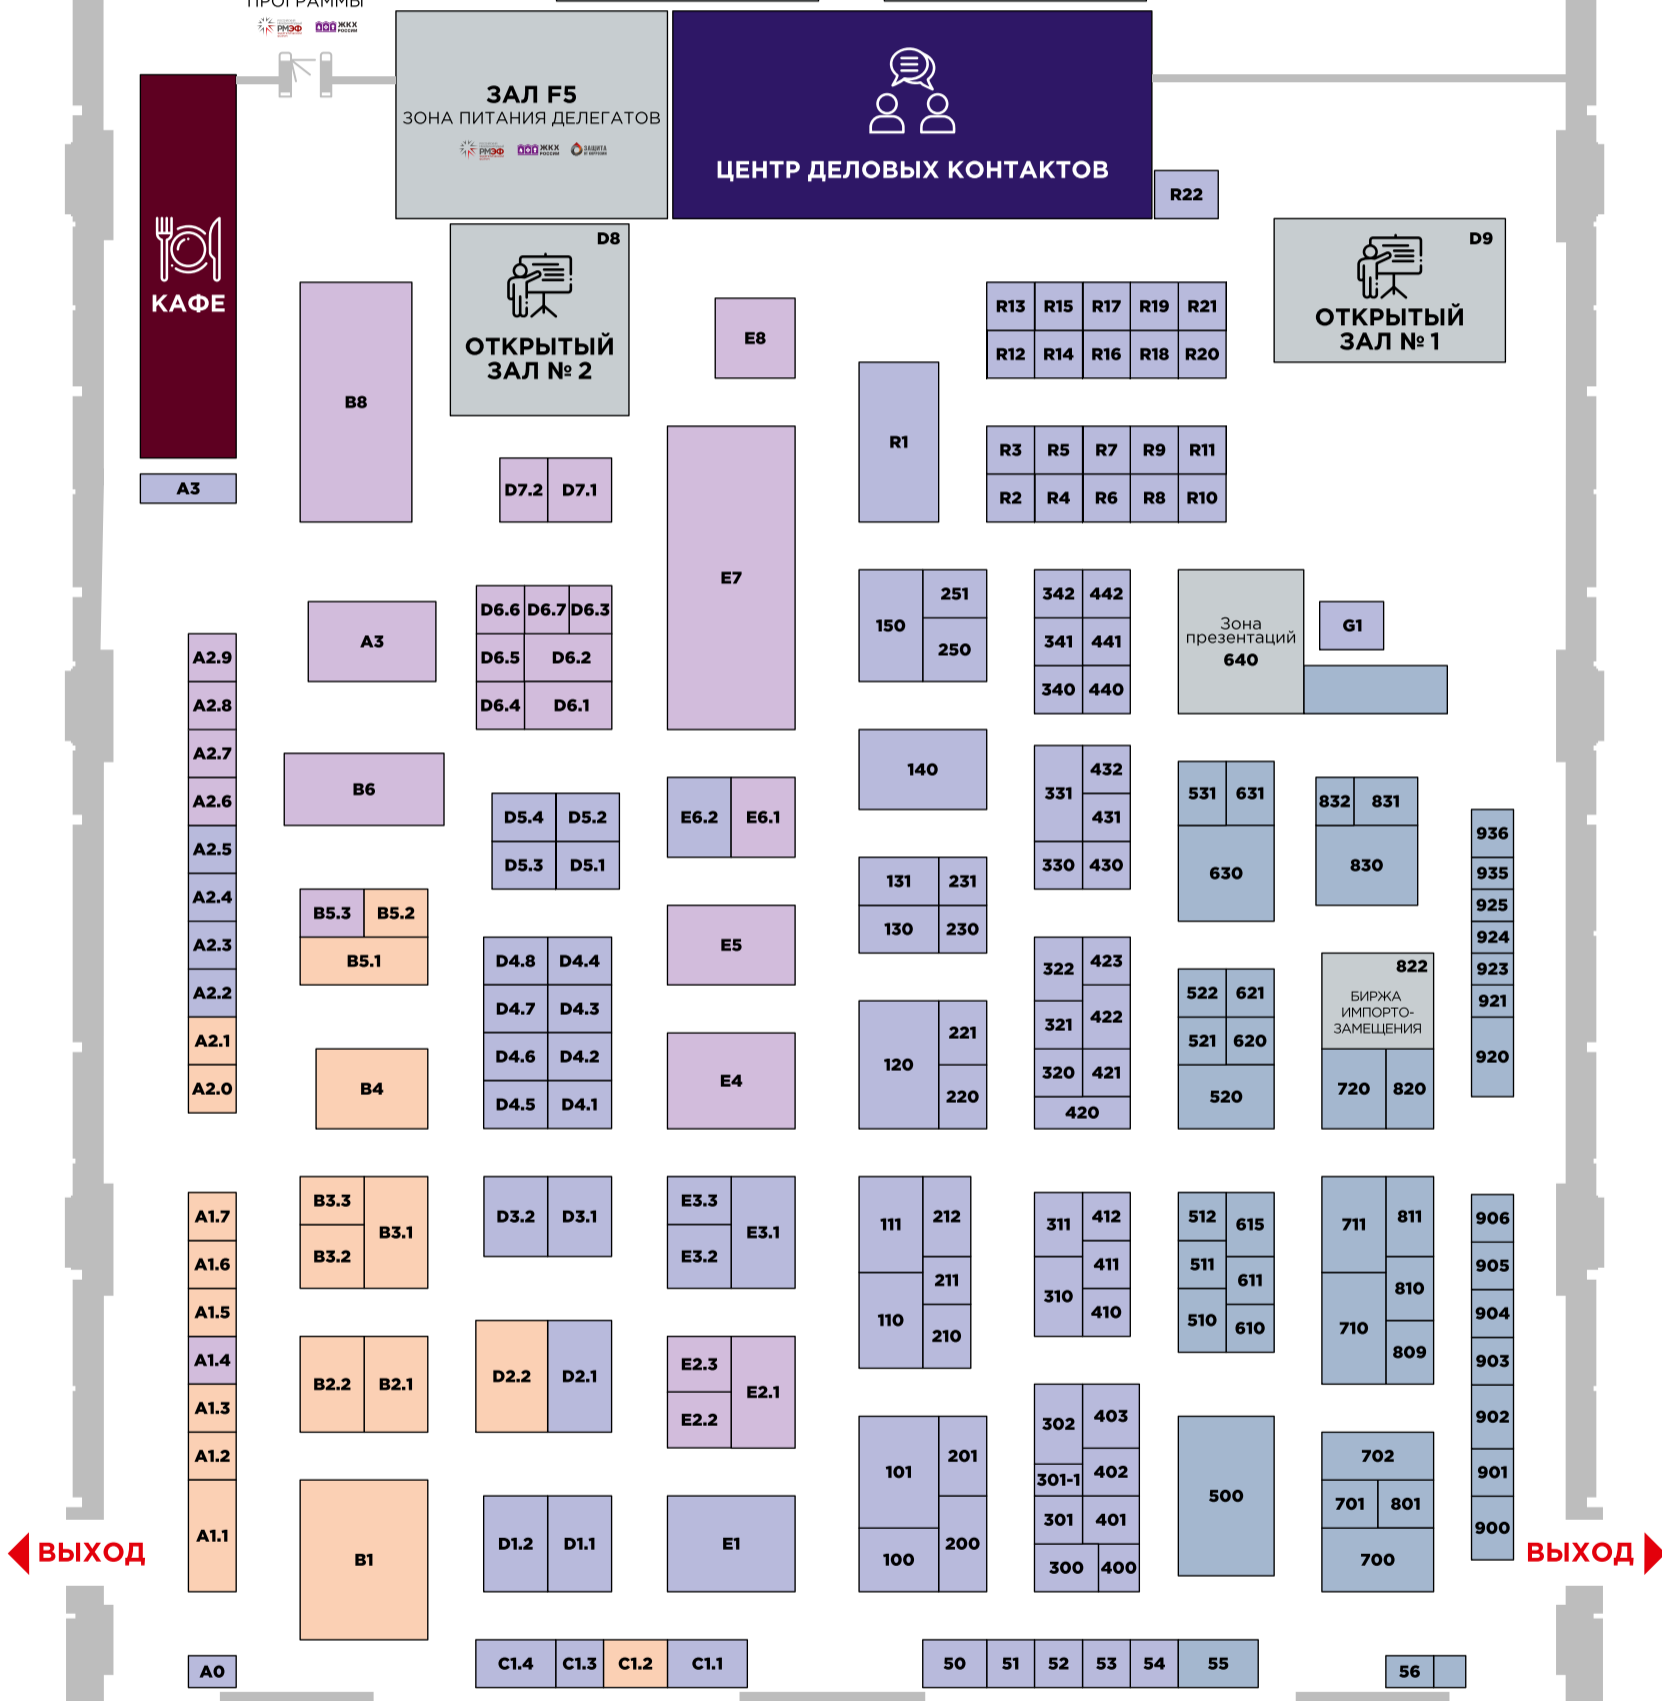 ПРОГРАММЫ
РМЭФ
ЖКХ
РОССИИ
ЗАЛ F5
ЗОНА ПИТАНИЯ ДЕЛЕГАТОВ
РМЭФ
ЖКХ
РОССИИ
ЗАЩИТА
ЦЕНТР ДЕЛОВЫХ КОНТАКТОВ
R22
КАФЕ
D8
ОТКРЫТЫЙ
ЗАЛ № 2
D9
ОТКРЫТЫЙ
ЗАЛ № 1
B8
E8
R13 R15 R17 R19 R21
R12 R14 R16 R18 R20
R1
R3 R5 R7 R9 R11
R2 R4 R6 R8 R10
A3
D7.2 D7.1
E7
A3
D6.6 D6.7 D6.3
D6.5 D6.2
D6.4 D6.1
150
251
250
342 442
341 441
340 440
Зона
презентаций
640
G1
A2.9
A2.8
A2.7
A2.6
A2.5
A2.4
A2.3
A2.2
A2.1
A2.0
B6
D5.4 D5.2
D5.3 D5.1
E6.2 E6.1
140
331
432
431
330 430
531 631
630
832 831
830
936
935
925
924
923
921
920
B5.3 B5.2
B5.1
E5
131 231
130 230
D4.8 D4.4
D4.7 D4.3
D4.6 D4.2
D4.5 D4.1
B4
E4
120
221
220
322
423
321
422
320 421
420
522 621
521 620
520
822
БИРЖА
ИМПОРТО-
ЗАМЕЩЕНИЯ
720 820
A1.7
A1.6
A1.5
A1.4
A1.3
A1.2
A1.1
B3.3
B3.2
B3.1
D3.2 D3.1
E3.3
E3.2
E3.1
111
212
211
110
210
311
412
411
310
410
512
615
511
611
510
610
711
811
810
710
809
906
905
904
903
902
901
900
B2.2 B2.1
D2.2 D2.1
E2.3
E2.2
E2.1
101
201
200
100
302
403
301-1
402
301 401
300 400
500
702
701 801
700
B1
D1.2 D1.1
E1
ВЫХОД
ВЫХОД
A0
C1.4 C1.3 C1.2 C1.1
50 51 52 53 54 55
56